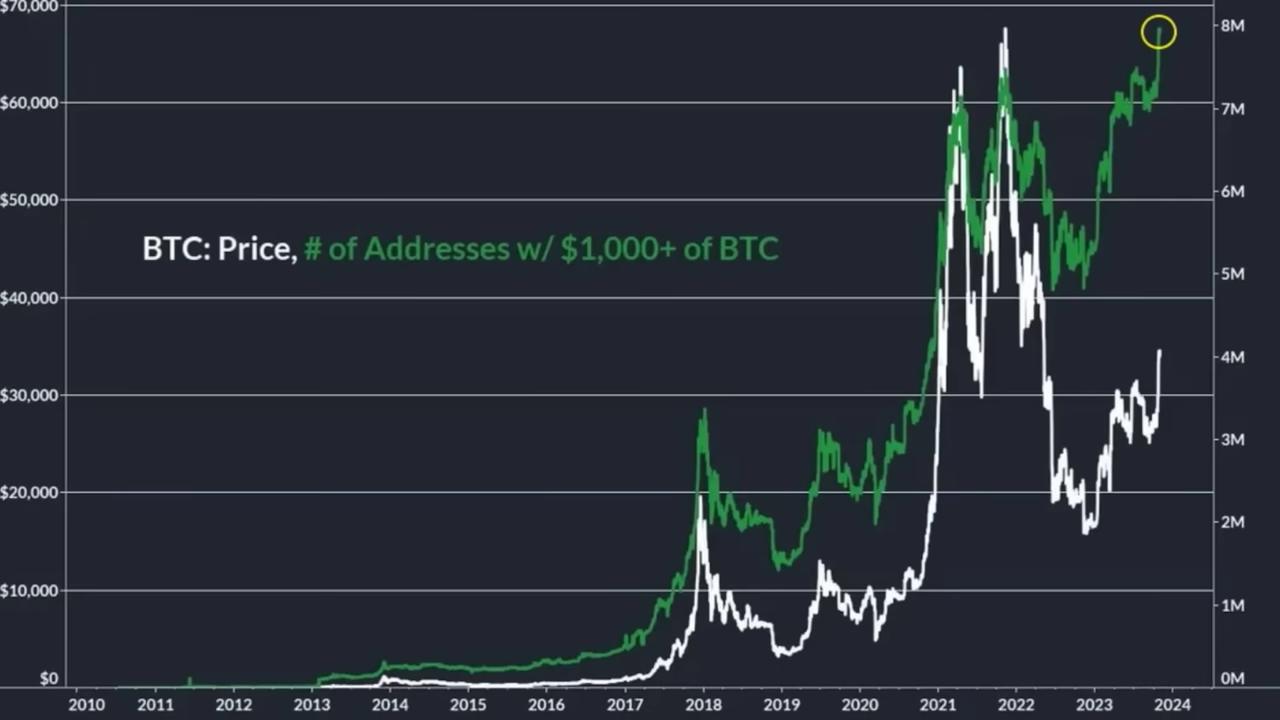 $70,000
8M
$60,000
7M
$50,000
6M
BTC: Price, # of Addresses w/ $1,000+ of BTC
5M
$40,000
4M
$30,000
3M
$20,000
2M
$10,000
1M
$0
0M
2010 2011 2012 2013 2014 2015 2016 2017 2018 2019 2020 2021 2022 2023 2024